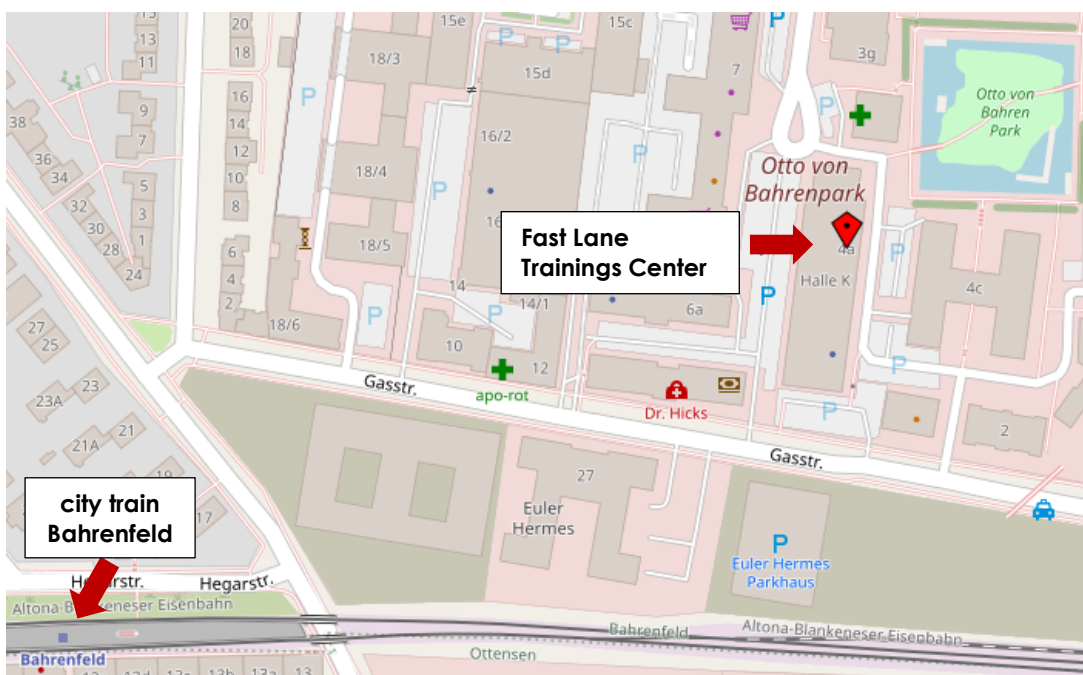 15e
15c
P
20
13
18
11
P
P
18/3
15d
7
3g
Otto von
Bahren
Park
16
P
P
9
14
38
7
16/2
12
P
36
34
18/4
10
5
P
8
32
30
3
28
1
24
Otto von
Bahrenpark
Fast Lane
Trainings Center
18/5
6
4
2
4a
P
Halle K
4c
14
14/1
P
P
P
6a
18/6
27
25
10
12
P
Gasstr.
apo-rot
Dr. Hicks
P
23
23A
2
21
21A
Gasstr.
19
27
17
city train
Bahrenfeld
Euler
Hermes
P
Euler Hermes
Parkhaus
Hegarstr.
Altona-Blankeneser Eisenbahn
Bahrenfeld
Altona-Blankeneser Eisenbahn
Bahrenfeld
Ottensen
13b
13a
13